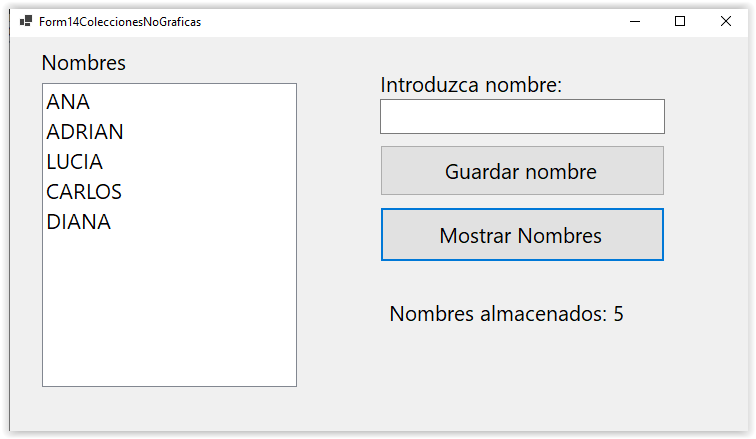 Form14ColeccionesNoGraficas
Nombres
ANA
ADRIAN
LUCIA
CARLOS
DIANA
Introduzca nombre:
Guardar nombre
Mostrar Nombres
Nombres almacenados: 5